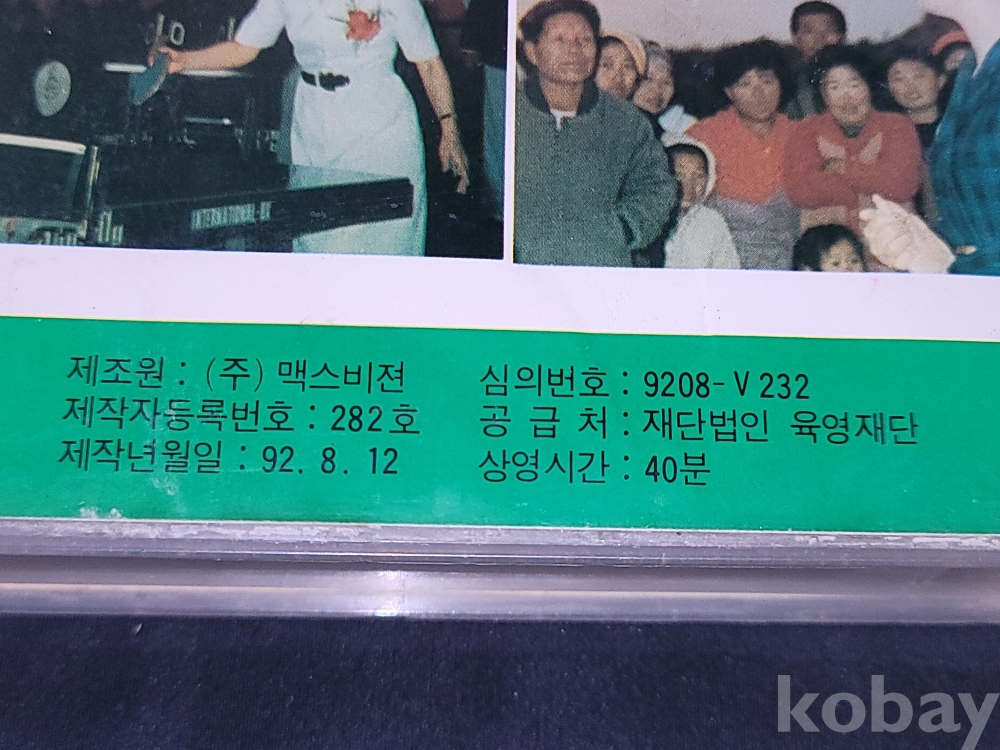 INTERNATIONAL-DX
제조원 : (주) 맥스비젼
제작자등록번호 : 282호
제작년월일 : 92. 8. 12
심의번호 : 9208-V 232
공 급 처 : 재단법인 육영재단
상영시간 : 40분
kobay